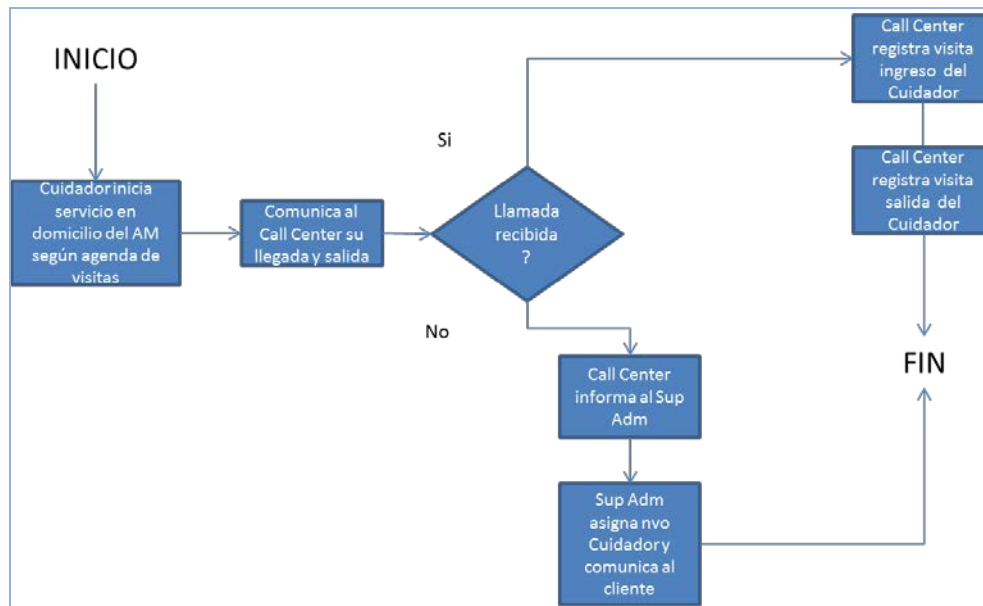 INICIO
Cuidador inicia
servicio en
domicilio del AM
según agenda de
visitas
Comunica al
Call Center su
llegada y salida
Llamada
recibida
?
Si
Call Center
registra visita
ingreso del
Cuidador
Call Center
registra visita
salida del
Cuidador
No
Call Center
informa al Sup
Adm
Sup Adm
asigna nvo
Cuidador y
comunica al
cliente
FIN